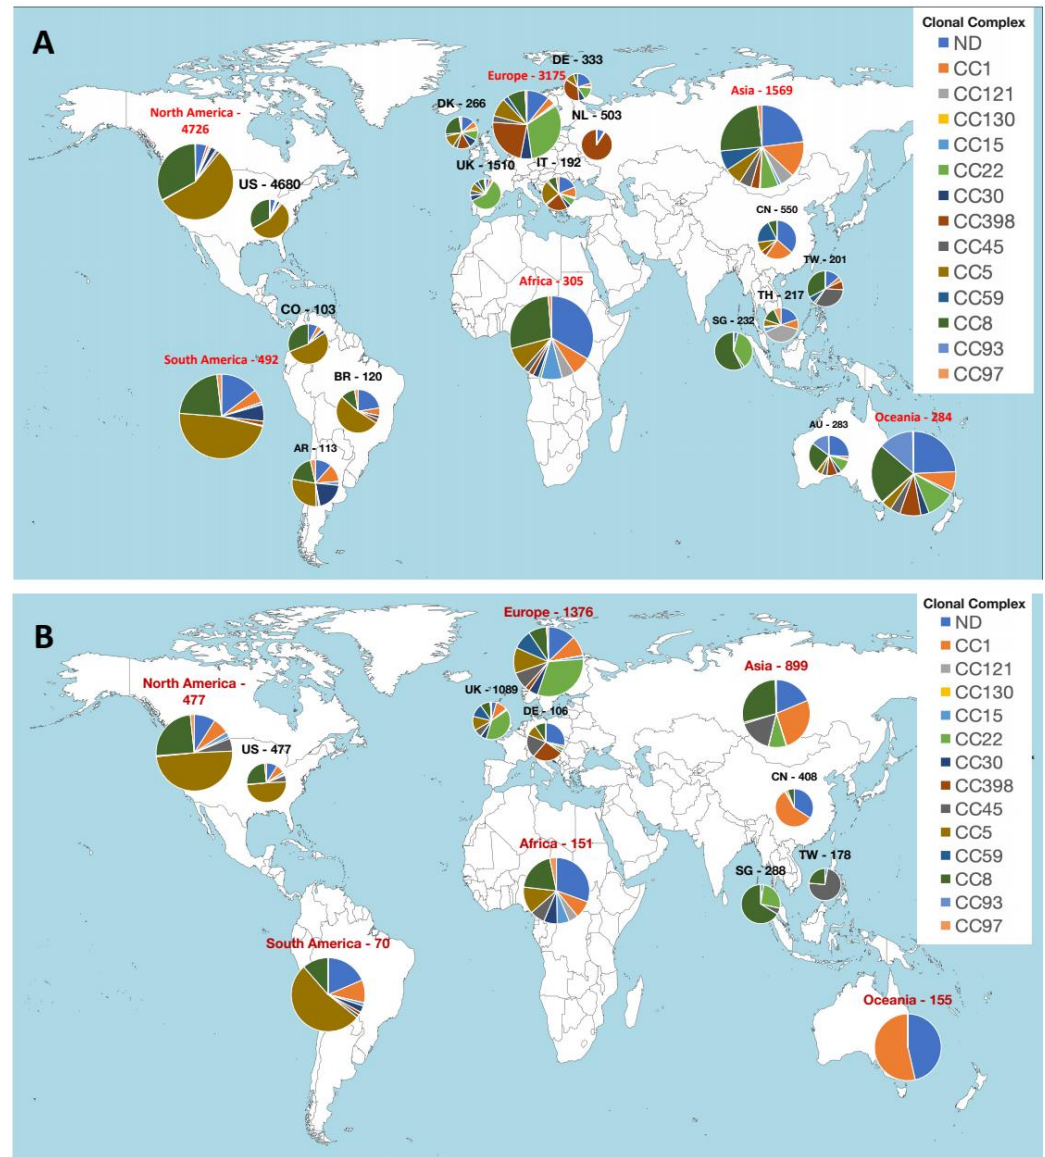 A
Clonal Complex
ND
CC1
CC121
CC130
CC15
CC22
CC30
CC398
CC45
CC5
CC59
CC8
CC93
CC97
DE - 333
Europe - 3175
North America -
4726
DK - 266
NL - 503
Asia - 1569
US - 4680
UK - 1510
IT - 192
CN - 550
TW - 201
Africa - 305
TH - 217
CO - 103
SG - 232
South America - 492
BR - 120
Oceania - 284
AU - 283
AR - 113
B
Clonal Complex
ND
CC1
CC121
CC130
CC15
CC22
CC30
CC398
CC45
CC5
CC59
CC8
CC93
CC97
Europe - 1376
North America -
477
Asia - 899
UK - 1089
DE - 106
US - 477
CN - 408
Africa - 151
TW - 178
SG - 288
South America - 70
Oceania - 155